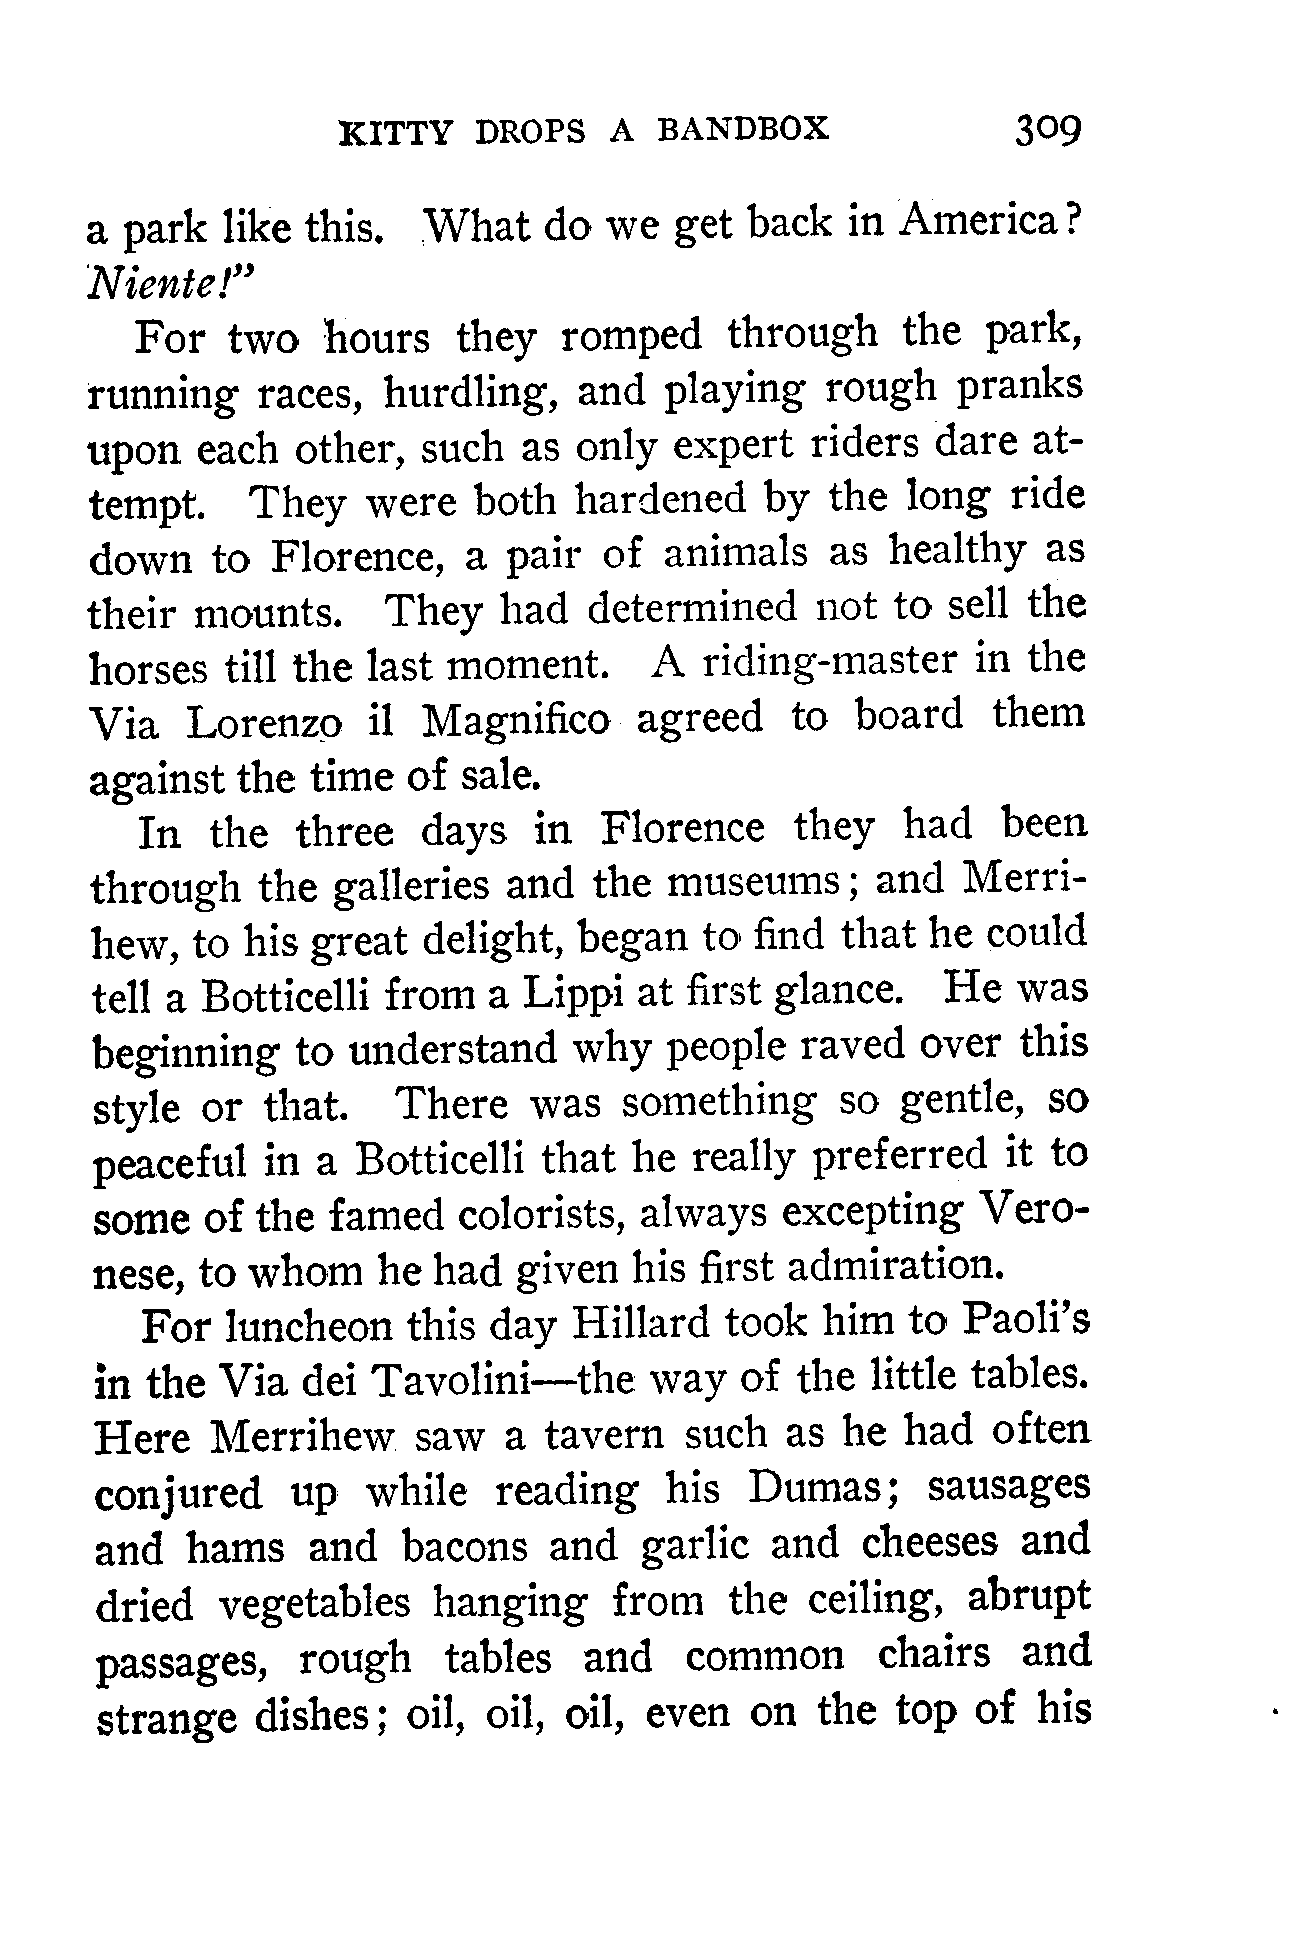 KITTY DROPS A BANDBOX 309
a park like this. What do we get back in America?
Niente!”
For two hours they romped through the park,
running races, hurdling, and playing rough pranks
upon each other, such as only expert riders dare at-
tempt. They were both hardened by the long ride
down to Florence, a pair of animals as healthy as
their mounts. They had determined not to sell the
horses till the last moment. A riding-master in the
Via Lorenzo il Magnifico agreed to board them
against the time of sale.
In the three days in Florence they had been
through the galleries and the museums; and Merri-
hew, to his great delight, began to find that he could
tell a Botticelli from a Lippi at first glance. He was
beginning to understand why people raved over this
style or that. There was something so gentle, so
peaceful in a Botticelli that he really preferred it to
some of the famed colorists, always excepting Vero-
nese, to whom he had given his first admiration.
For luncheon this day Hillard took him to Paoli’s
in the Via dei Tavolini—the way of the little tables.
Here Merrihew saw a tavern such as he had often
conjured up while reading his Dumas; sausages
and hams and bacons and garlic and cheeses and
dried vegetables hanging from the ceiling, abrupt
passages, rough tables and common chairs and
strange dishes; oil, oil, oil, even on the top of his